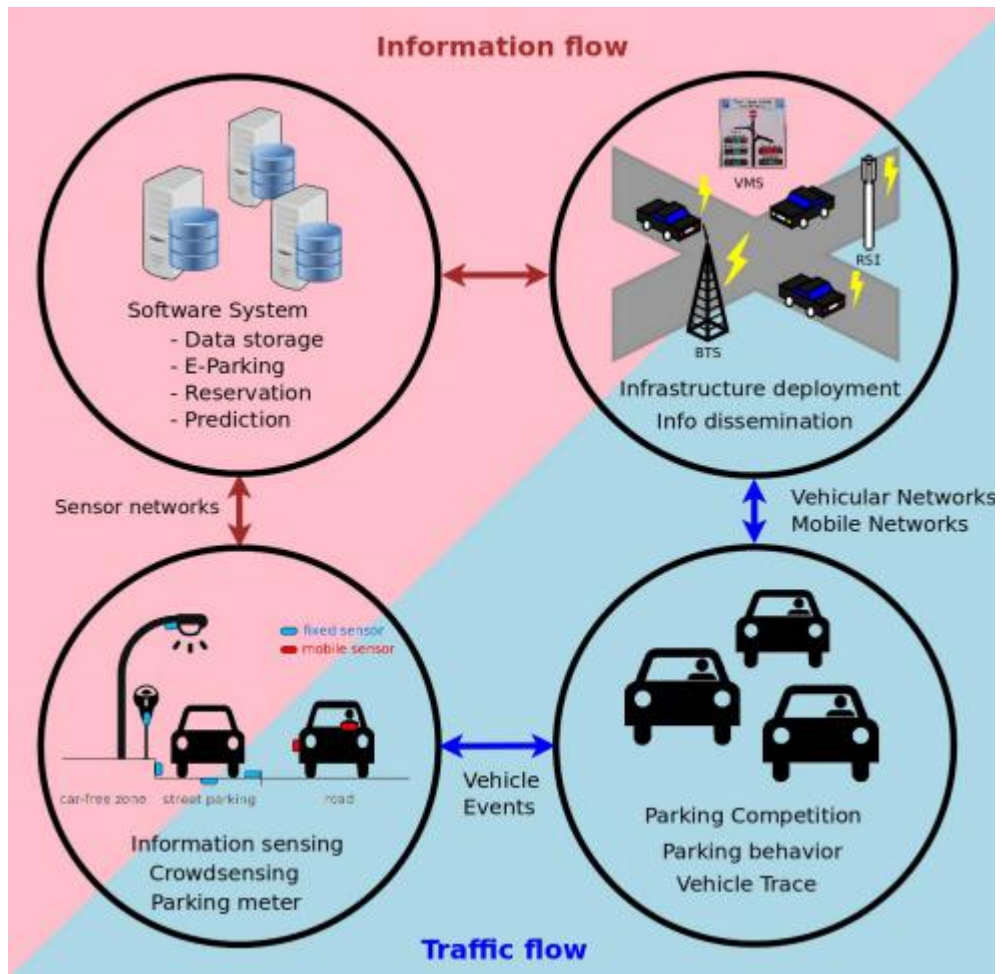 Information flow
VMS
RSI
BTS
Software System
- Data storage
- E-Parking
- Reservation
- Prediction
Infrastructure deployment
Info dissemination
Sensor networks
Vehicular Networks
Mobile Networks
fixed sensor
mobile sensor
car-free zone
street parking
road
Information sensing
Crowdsensing
Parking meter
Vehicle
Events
Parking Competition
Parking behavior
Vehicle Trace
Traffic flow